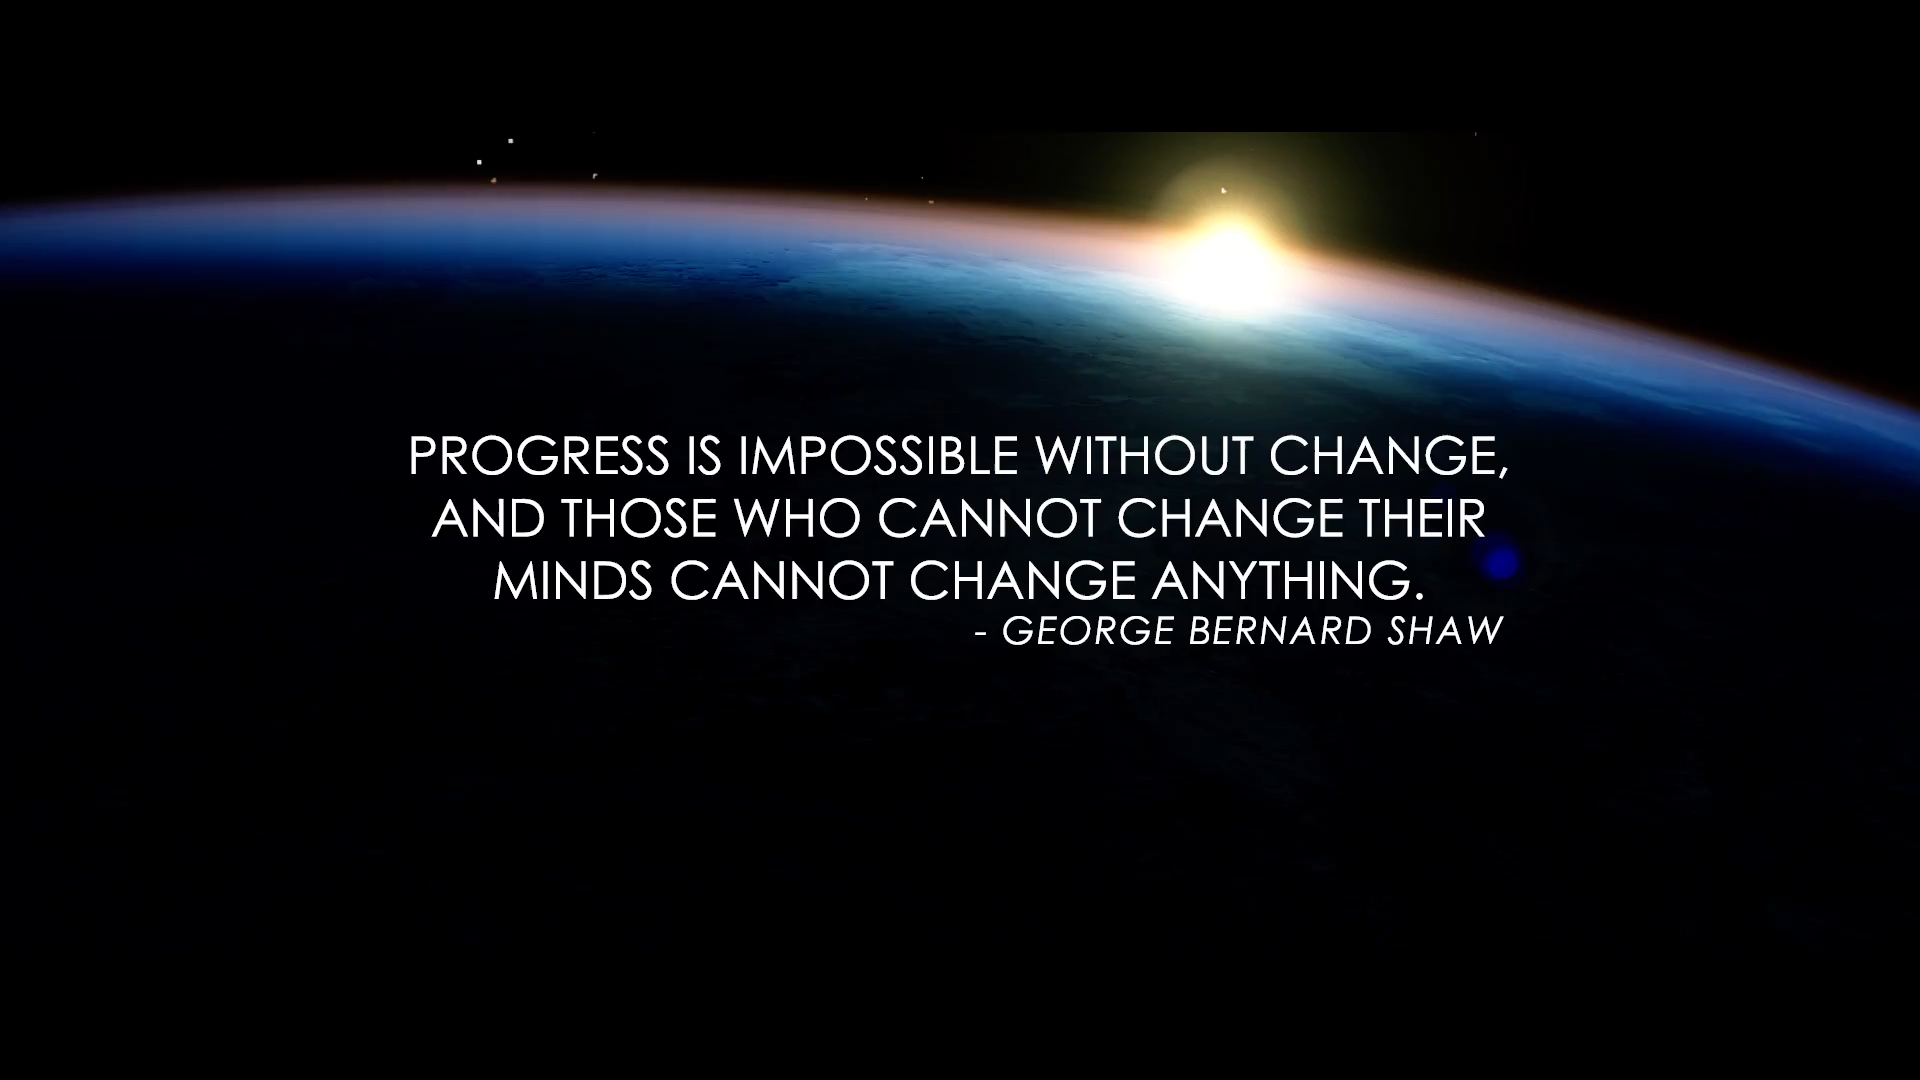 PROGRESS IS IMPOSSIBLE WITHOUT CHANGE,
AND THOSE WHO CANNOT CHANGE THEIR
MINDS CANNOT CHANGE ANYTHING.
- GEORGE BERNARD SHAW